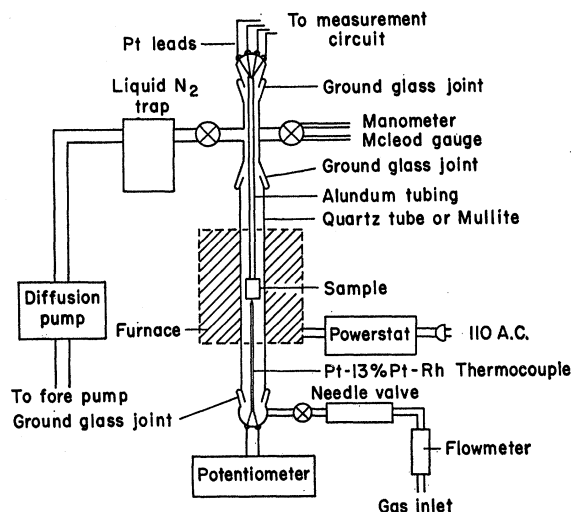 To measurement
circuit
Pt leads
Liquid N2
trap
Ground glass joint
Manometer
Mcleod gauge
Ground glass joint
Alundum tubing
Quartz tube or Mullite
Diffusion
pump
Sample
Furnace
Powerstat
110 A.C.
Pt-13%Pt-Rh Thermocouple
To fore pump
Needle valve
Ground glass joint
Flowmeter
Potentiometer
Gas inlet